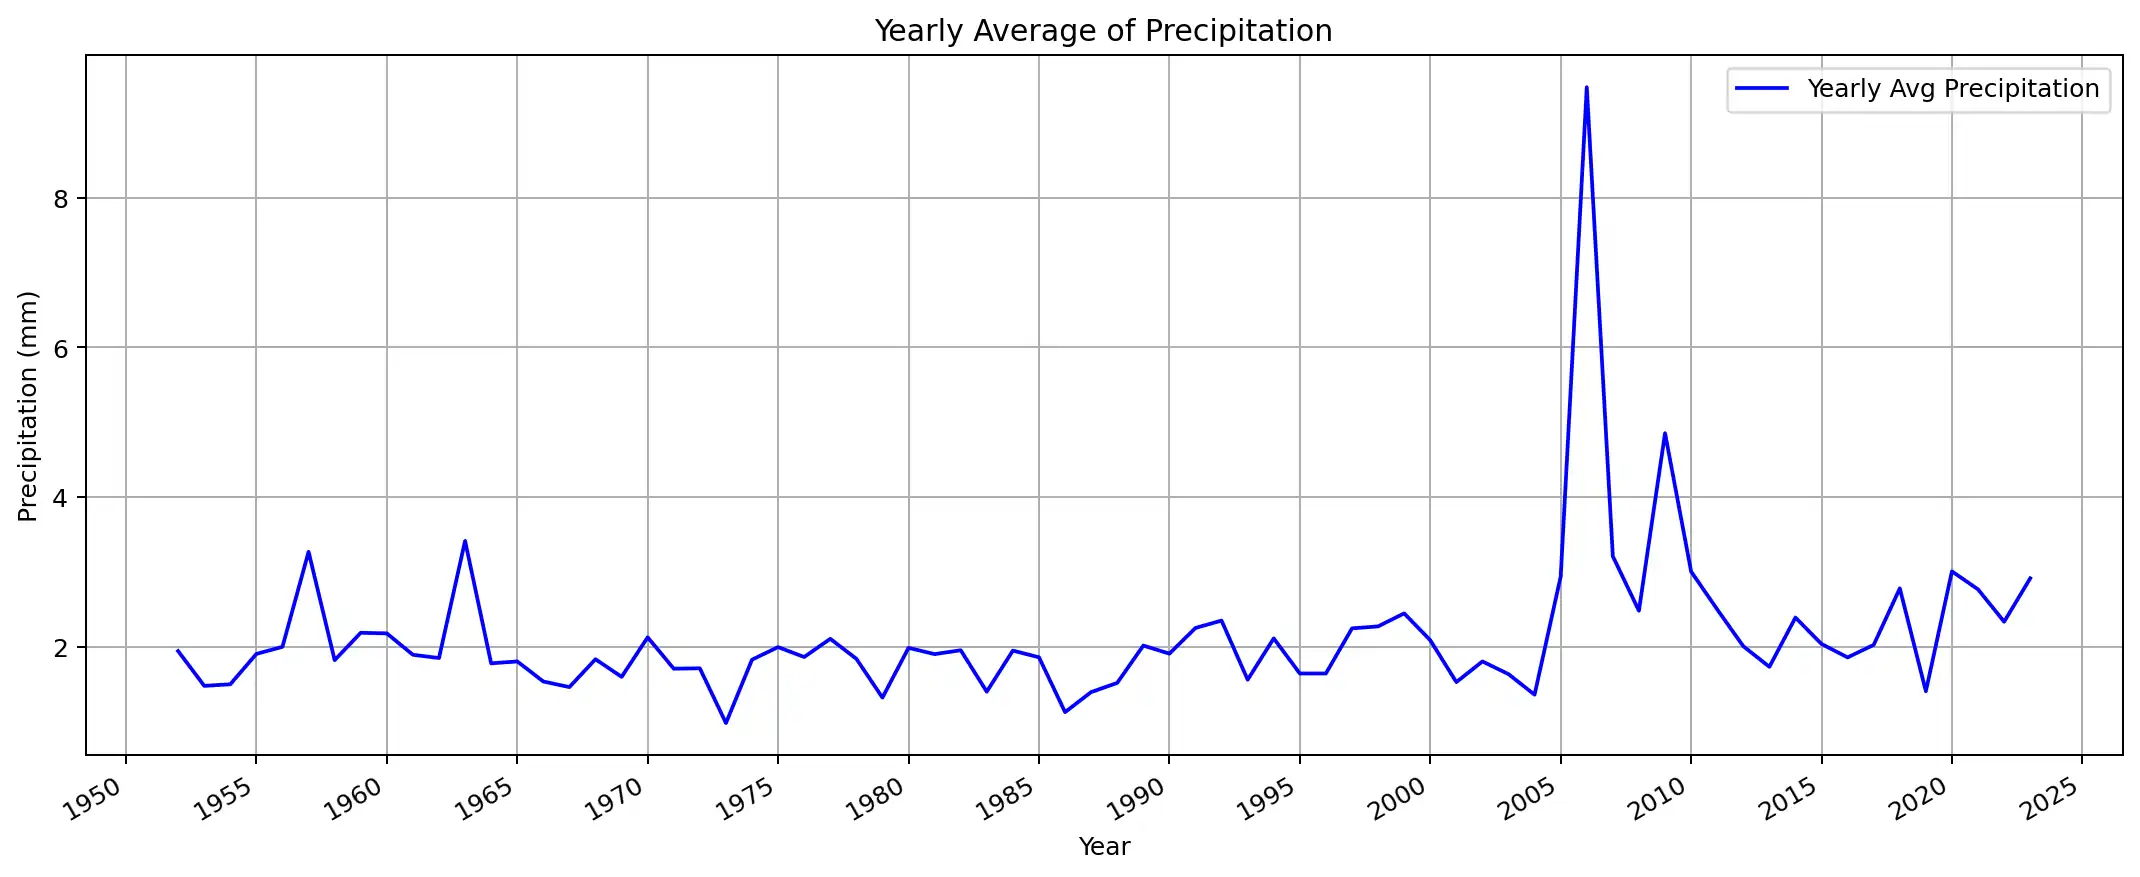 Yearly Average of Precipitation
Yearly Avg Precipitation
Precipitation (mm)
8
6
4
2
1950 1955 1960 1965 1970 1975 1980 1985 1990 1995 2000 2005 2010 2015 2020 2025
Year